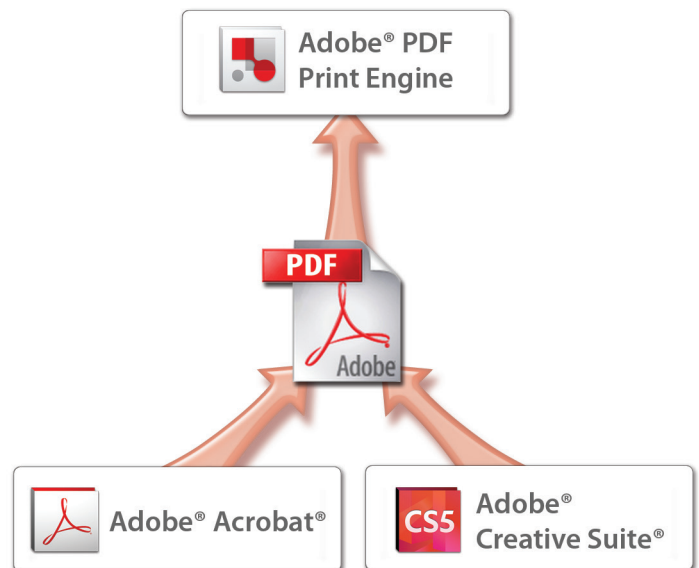 Adobe® PDF
Print Engine
PDF
Adobe
Adobe® Acrobat®
CS5
Adobe®
Creative Suite®